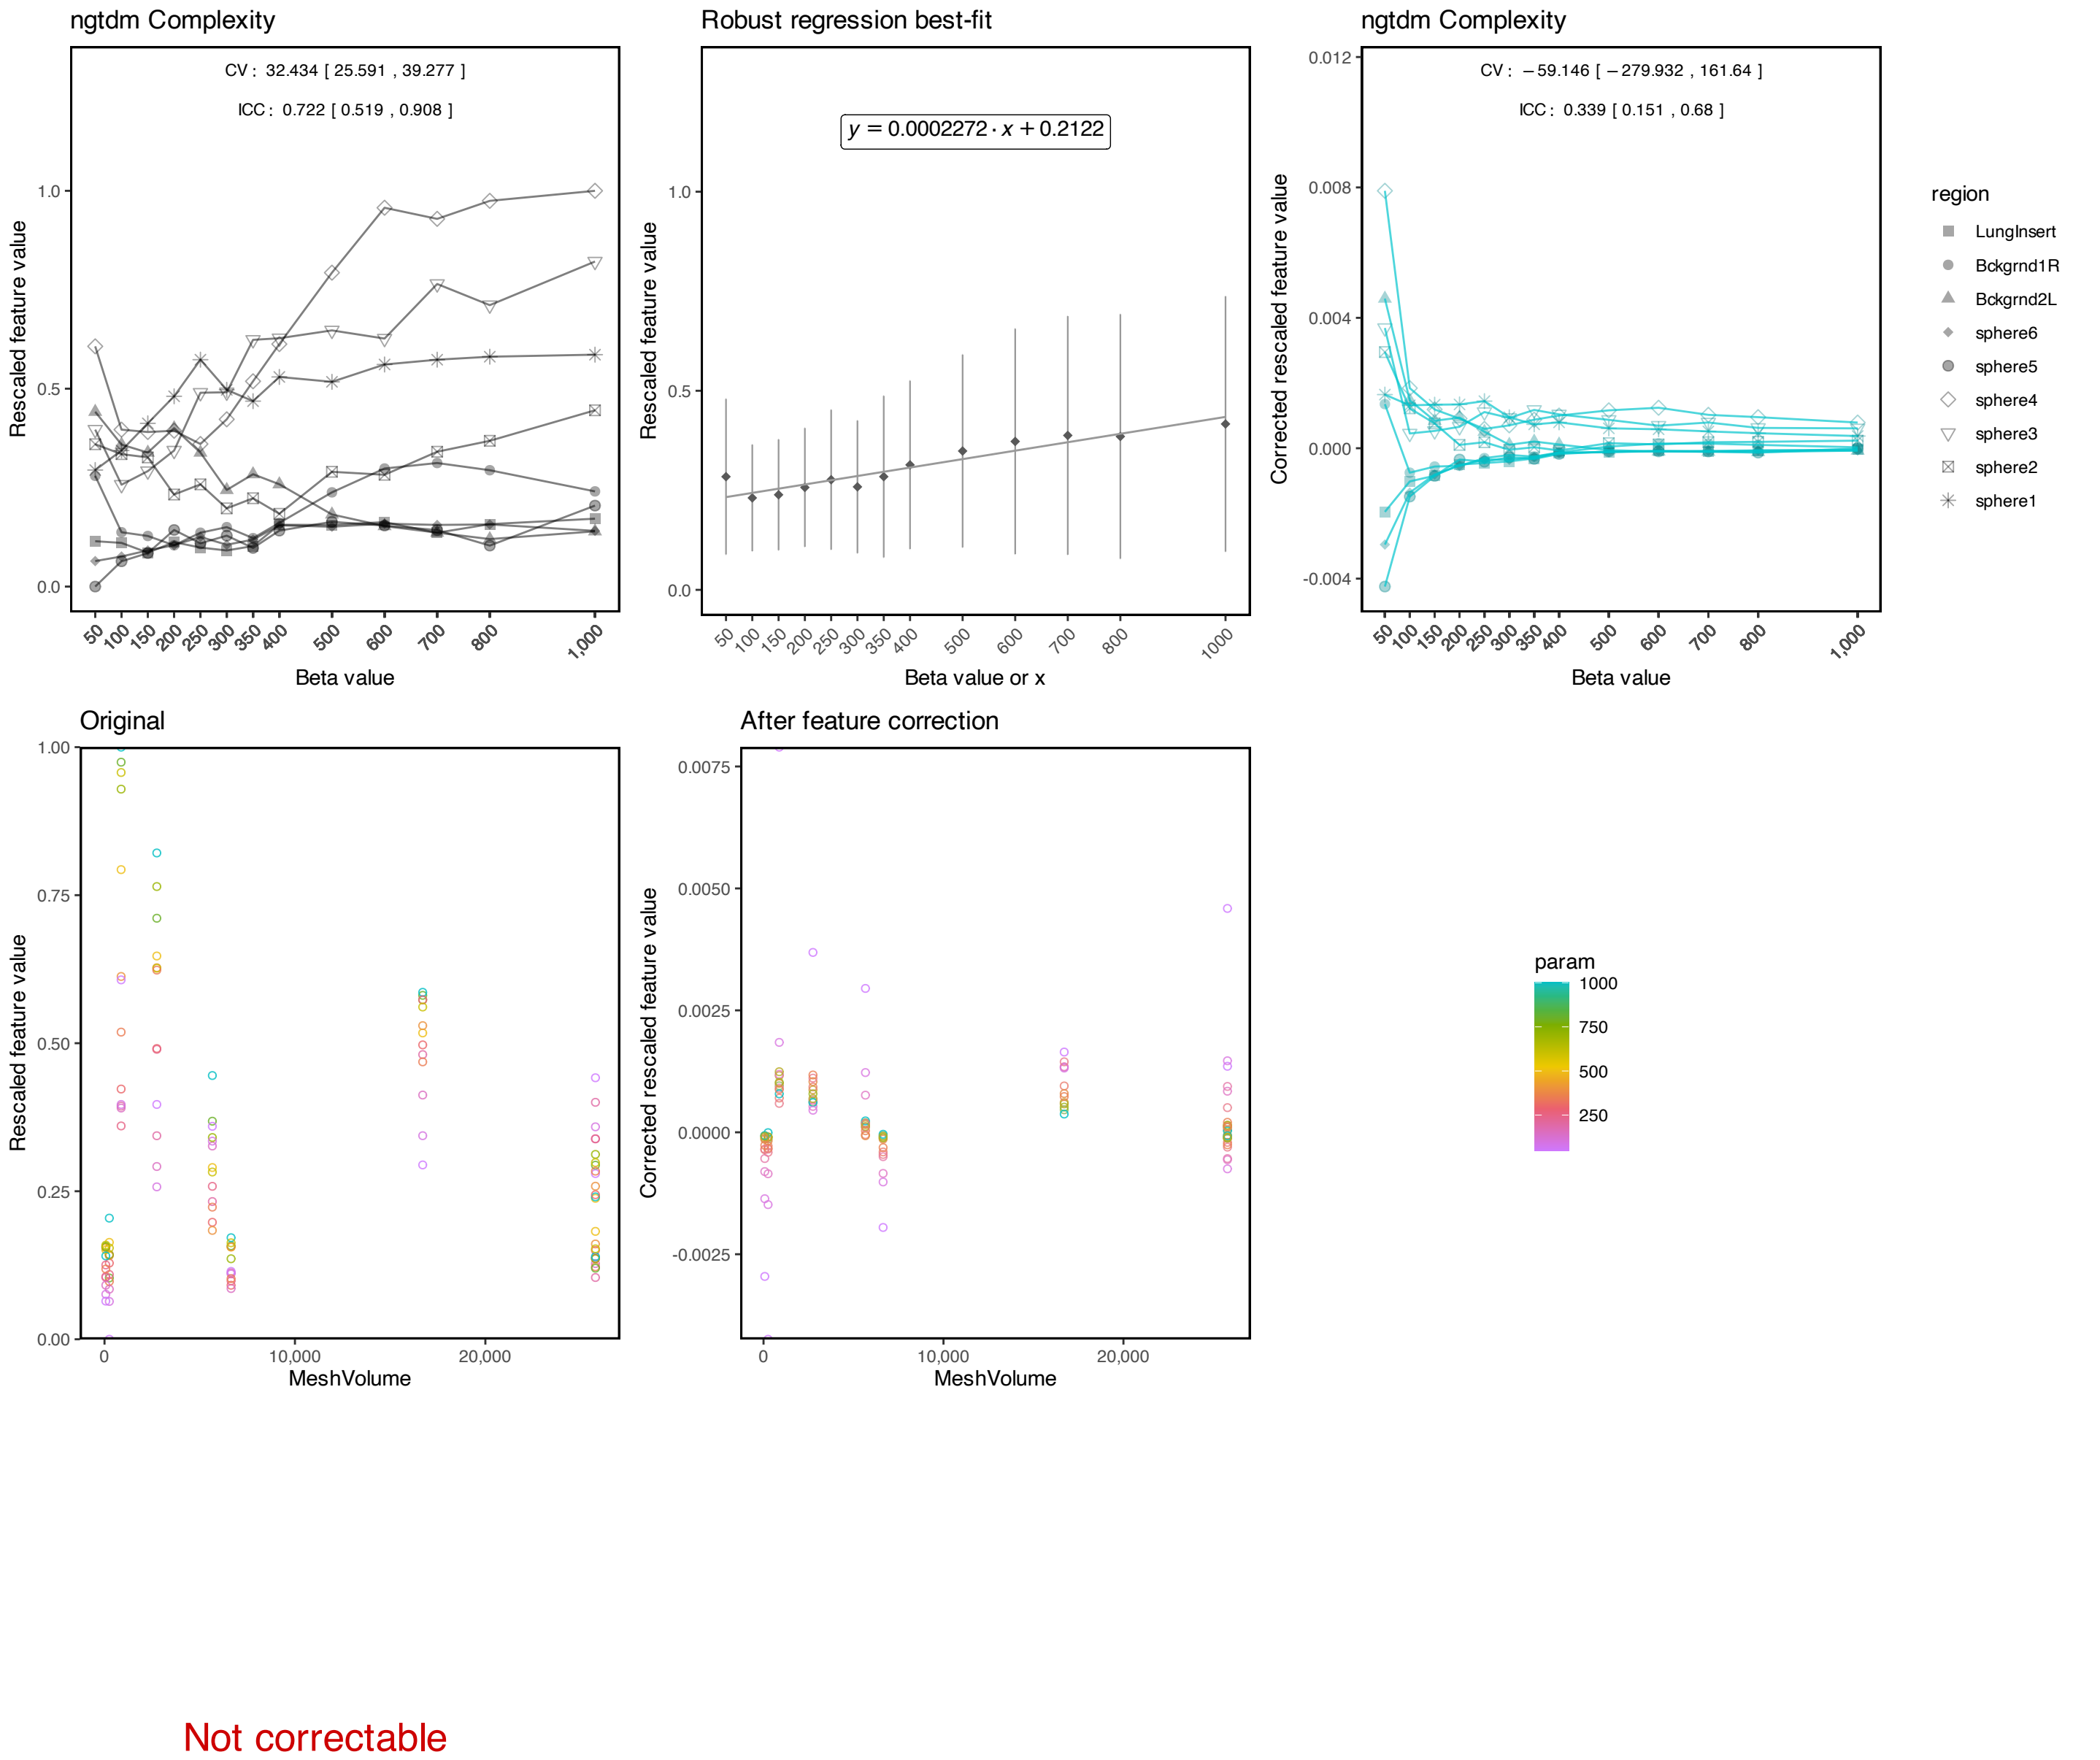 ngtdm Complexity
CV : 32.434 [ 25.591 , 39.277 ]
ICC : 0.722 [ 0.519 , 0.908 ]
1.0
0.5
0.0
Rescaled feature value
50 100 150 200 250 300 350 400 500 600 700 800 1,000
Beta value
Robust regression best-fit
y = 0.0002272 · x + 0.2122
1.0
0.5
0.0
Rescaled feature value
50 100 150 200 250 300 350 400 500 600 700 800 1000
Beta value or x
ngtdm Complexity
CV : −59.146 [ −279.932 , 161.64 ]
ICC : 0.339 [ 0.151 , 0.68 ]
0.012
0.008
0.004
0.000
-0.004
Corrected rescaled feature value
50 100 150 200 250 300 350 400 500 600 700 800 1,000
Beta value
region
LungInsert
Bckgrnd1R
Bckgrnd2L
sphere6
sphere5
sphere4
sphere3
sphere2
sphere1
Original
1.00
0.75
0.50
0.25
0.00
Rescaled feature value
0 10,000 20,000
MeshVolume
After feature correction
0.0075
0.0050
0.0025
0.0000
-0.0025
Corrected rescaled feature value
0 10,000 20,000
MeshVolume
param
1000
750
500
250
Not correctable